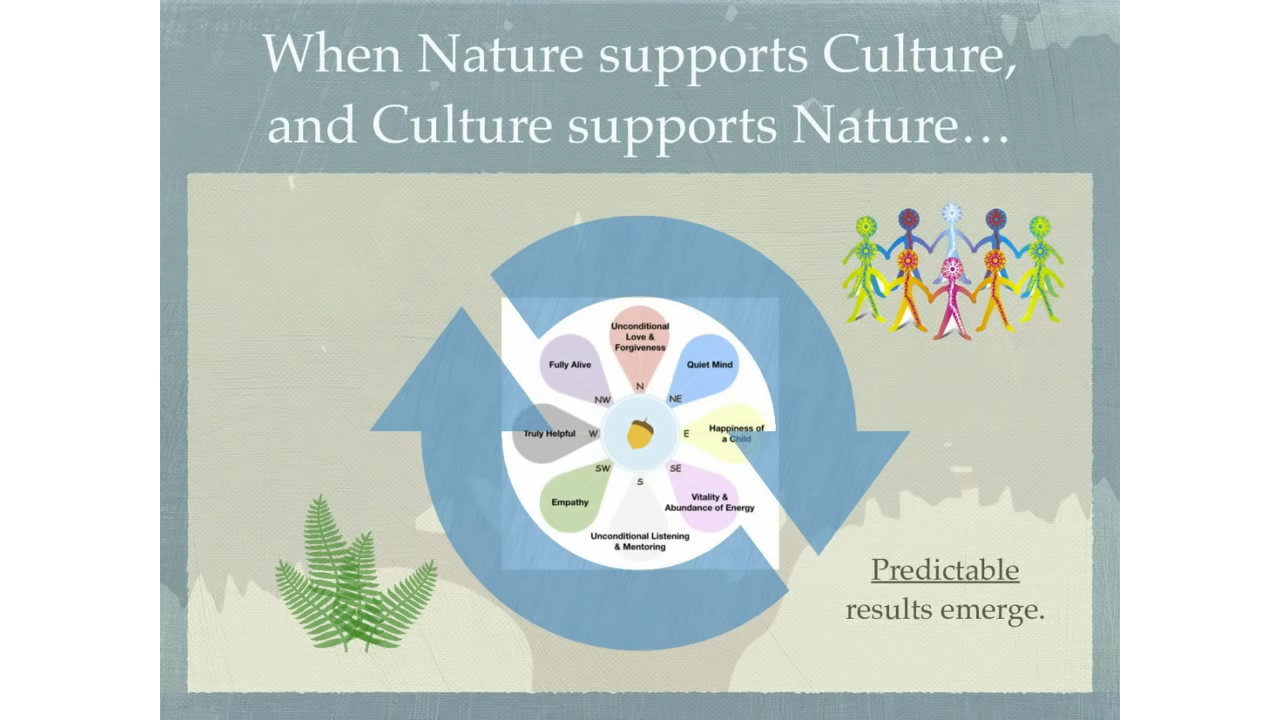 When Nature supports Culture,
and Culture supports Nature…
Unconditional
Love &
Forgiveness
Fully Alive
Quiet Mind
N
NW
NE
Truly Helpful
W
E
Happiness of
a Child
SW
SE
S
Empathy
Vitality &
Abundance of Energy
Unconditional Listening
& Mentoring
Predictable
results emerge.